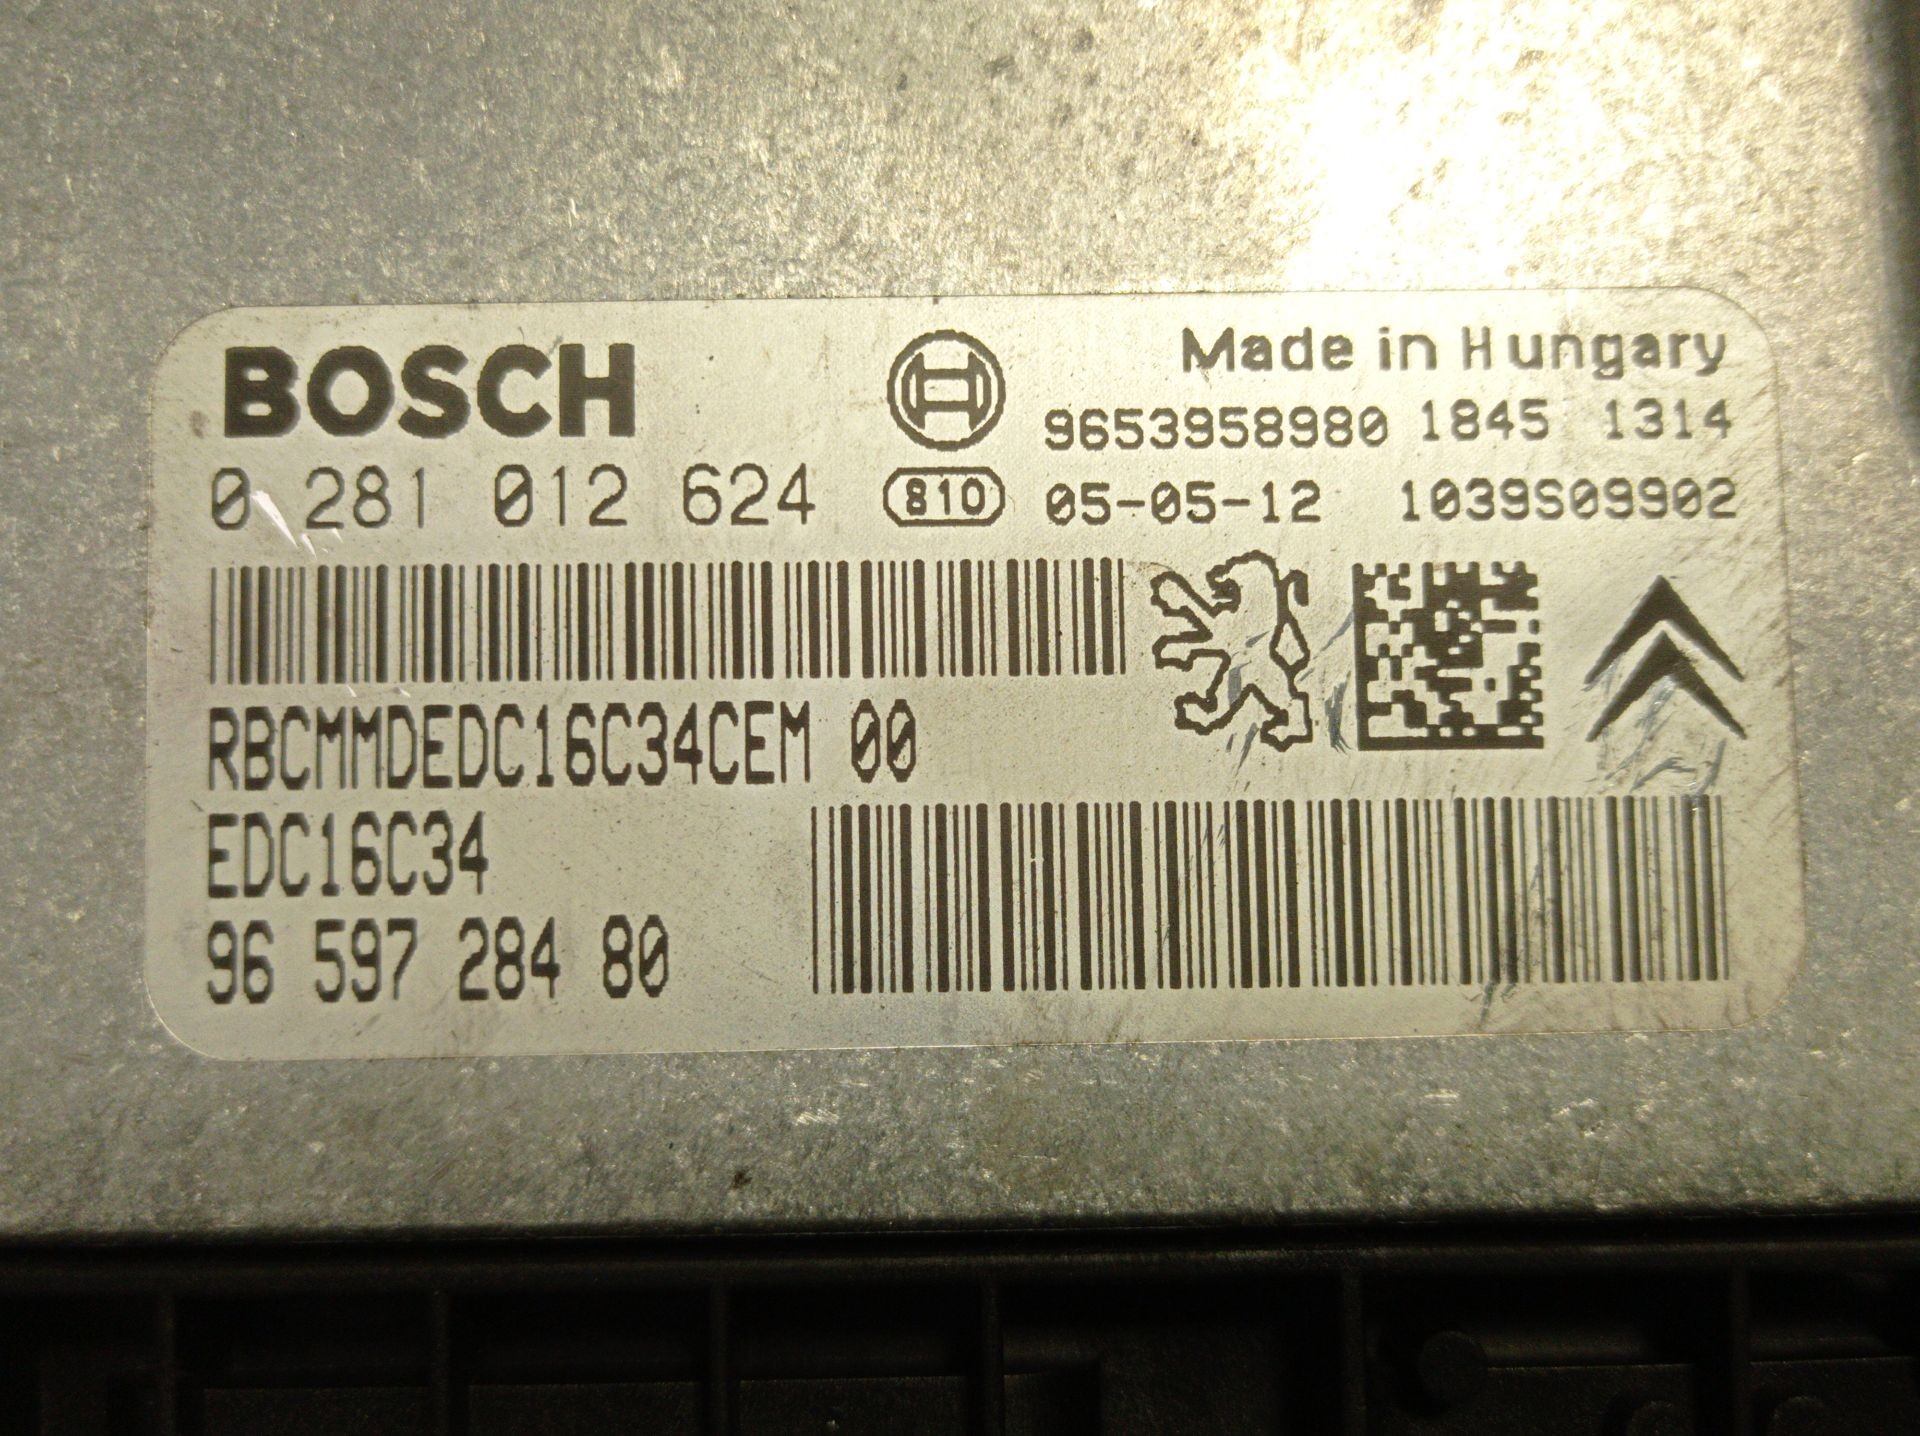 BOSCH
Made in Hungary
9653958980 1845 1314
0 281 012 624 810 05-05-12 1039S09902
RBCMMDEDC16C34CEM 00
EDC16C34
96 597 284 80